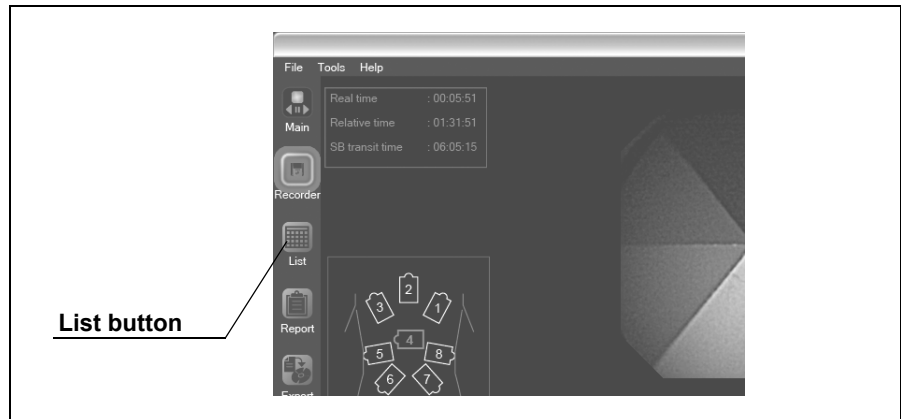 File Tools Help
Real time : 00:05:51
Relative time : 01:31:51
SB transit time : 06:05:15
Main
Recorder
List
Report
Export
List button
2
3
1
4
5
8
6
7